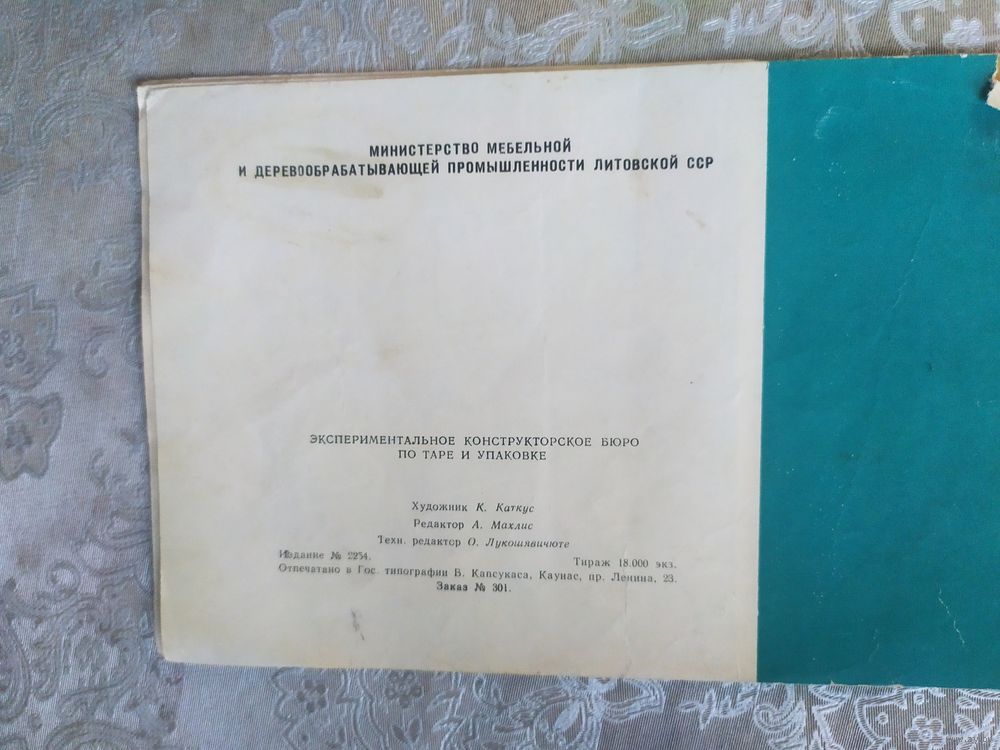 МИНИСТЕРСТВО МЕБЕЛЬНОЙ
И ДЕРЕВООБРАБАТЫВАЮЩЕЙ ПРОМЫШЛЕННОСТИ ЛИТОВСКОЙ ССР
ЭКСПЕРИМЕНТАЛЬНОЕ КОНСТРУКТОРСКОЕ БЮРО
ПО ТАРЕ И УПАКОВКЕ
Художник К. Каткус
Редактор А. Махлис
Техн. редактор О. Лукошявичюте
Издание № 2254. Тираж 18.000 экз.
Отпечатано в Гос. типографии В. Капсукаса, Каунас, пр. Ленина, 23.
Заказ № 301.